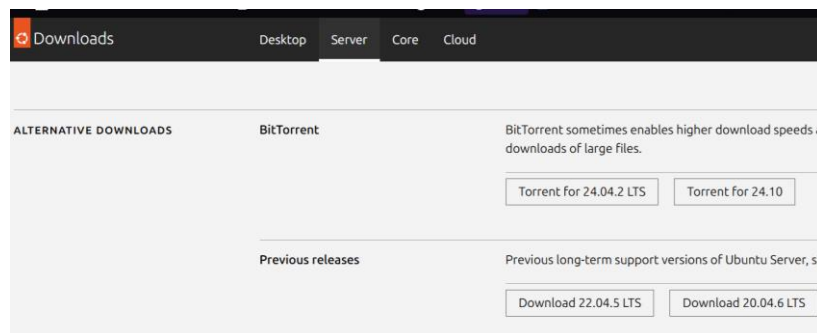 Downloads Desktop Server Core Cloud
ALTERNATIVE DOWNLOADS BitTorrent BitTorrent sometimes enables higher download speeds
downloads of large files.
Torrent for 24.04.2 LTS Torrent for 24.10
Previous releases Previous long-term support versions of Ubuntu Server,
Download 22.04.5 LTS Download 20.04.6 LTS